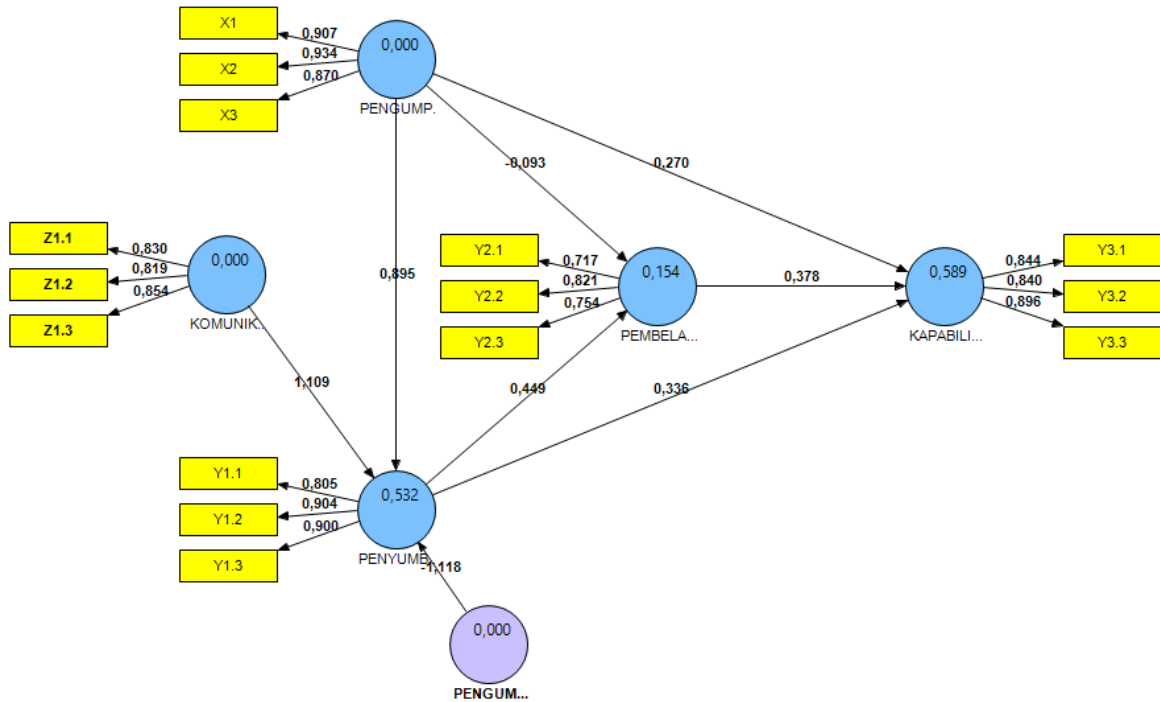 X1
0,907
0,000
X2
0,934
X3
0,870
PENGUMP.
-0,093
0,270
Z1.1
0,830
0,000
Z1.2
0,819
Z1.3
0,854
KOMUNIK..
0,895
Y2.1
0,717
0,154
Y2.2
0,821
Y2.3
0,754
PEMBELA...
0,378
0,589
KAPABILI...
0,844
Y3.1
0,840
Y3.2
0,896
Y3.3
1,109
0,449
0,336
Y1.1
0,805
0,532
Y1.2
0,904
Y1.3
0,900
PENYUMB.
-1,118
0,000
PENGUM...